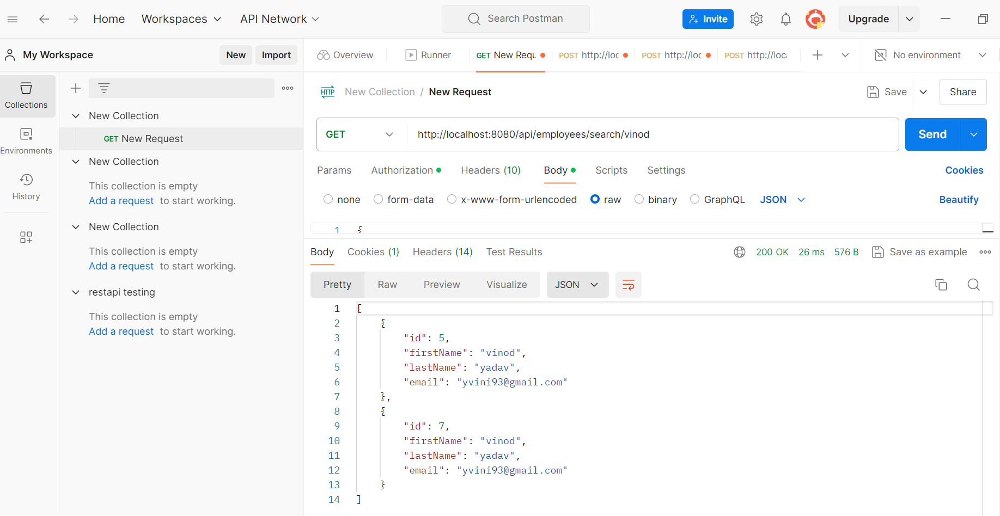 Home Workspaces API Network Search Postman Invite Upgrade
My Workspace New Import
Overview Runner GET New Requ POST http://loc POST http://loc POST http://loca No environment
Collections
Environments
History
New Collection
GET New Request
New Collection
This collection is empty
Add a request to start working.
New Collection
This collection is empty
Add a request to start working.
restapi testing
This collection is empty
Add a request to start working.
HTTP New Collection / New Request Save Share
GET http://localhost:8080/api/employees/search/vinod Send
Params Authorization Headers (10) Body Scripts Settings Cookies
none form-data x-www-form-urlencoded raw binary GraphQL JSON Beautify
1 {
Body Cookies (1) Headers (14) Test Results 200 OK 26 ms 576 B Save as example
Pretty Raw Preview Visualize JSON
1 [
2 {
3 "id": 5,
4 "firstName": "vinod",
5 "lastName": "yadav",
6 "email": "yvini93@gmail.com"
7 },
8 {
9 "id": 7,
10 "firstName": "vinod",
11 "lastName": "yadav",
12 "email": "yvini93@gmail.com"
13 }
14 ]